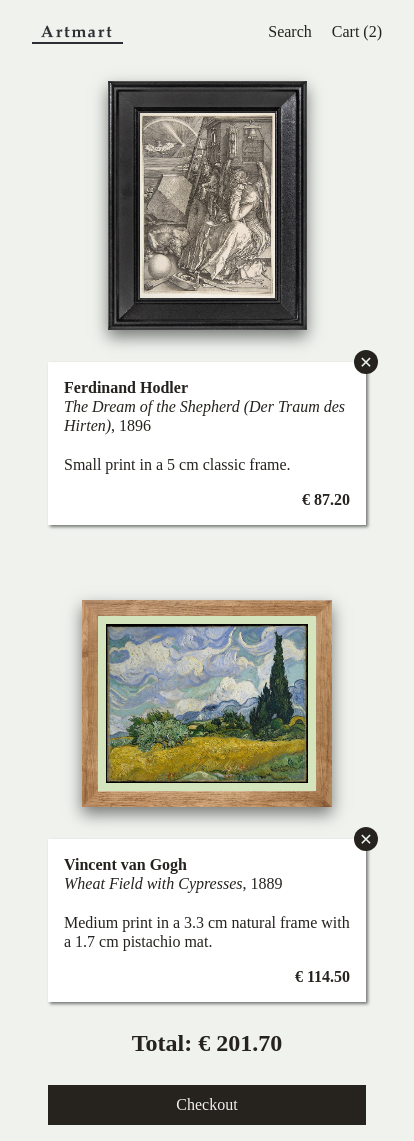 Artmart
Search
Cart (2)
Ferdinand Hodler
The Dream of the Shepherd (Der Traum des
Hirten), 1896
Small print in a 5 cm classic frame.
€ 87.20
Vincent van Gogh
Wheat Field with Cypresses, 1889
Medium print in a 3.3 cm natural frame with
a 1.7 cm pistachio mat.
€ 114.50
Total: € 201.70
Checkout